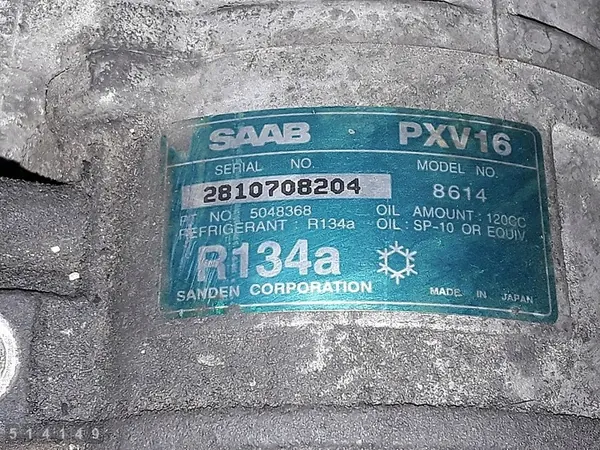 SAAB PXV16
SERIAL NO. MODEL NO.
2810708204 8614
NO. 5048368 OIL AMOUNT : 120CC
REFRIGERANT : R134a OIL : SP-10 OR EQUIV.
R134a
SANDEN CORPORATION MADE IN JAPAN
514149